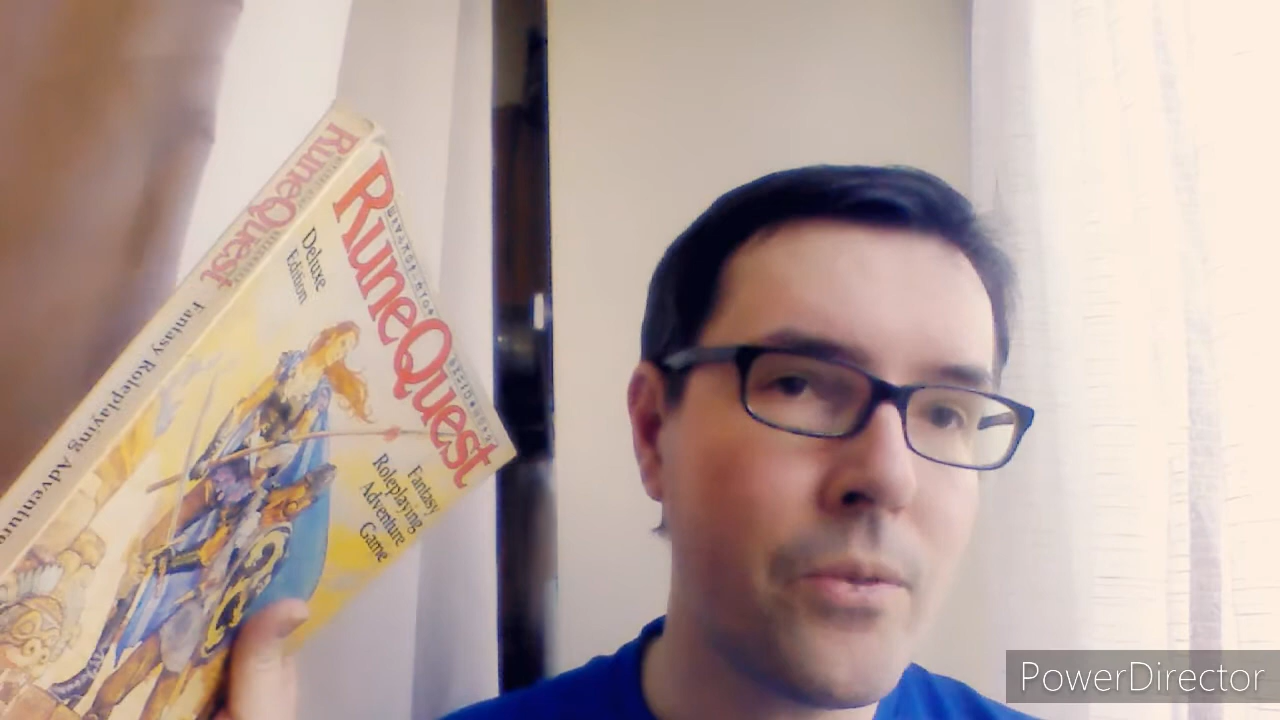 RuneQuest
Fantasy Roleplaying Adventure
RuneQuest
Deluxe
Edition
Fantasy
Roleplaying
Adventure
Game
PowerDirector